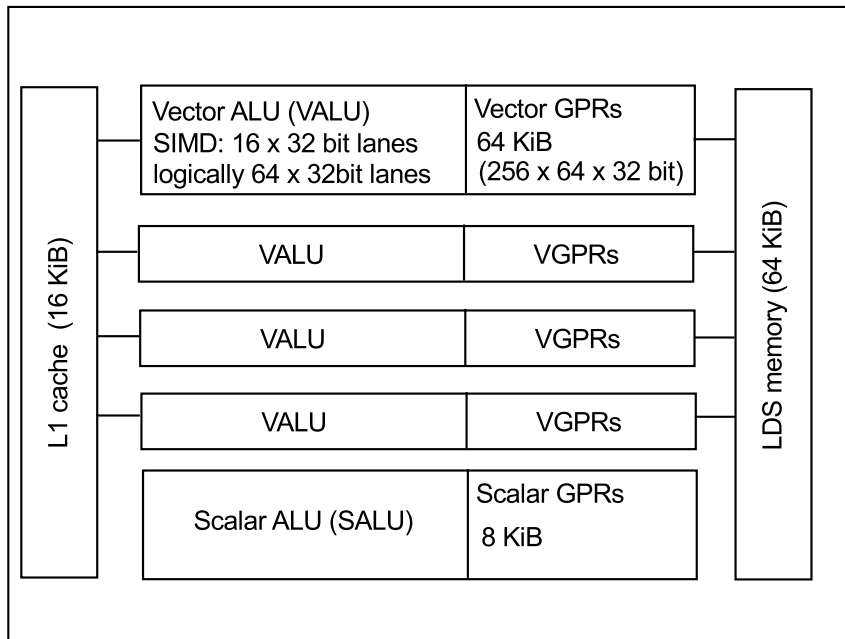 L1 cache (16 KiB)
Vector ALU (VALU)
SIMD: 16 x 32 bit lanes
logically 64 x 32bit lanes
Vector GPRs
64 KiB
(256 x 64 x 32 bit)
VALU
VGPRs
VALU
VGPRs
VALU
VGPRs
Scalar ALU (SALU)
Scalar GPRs
8 KiB
LDS memory (64 KiB)